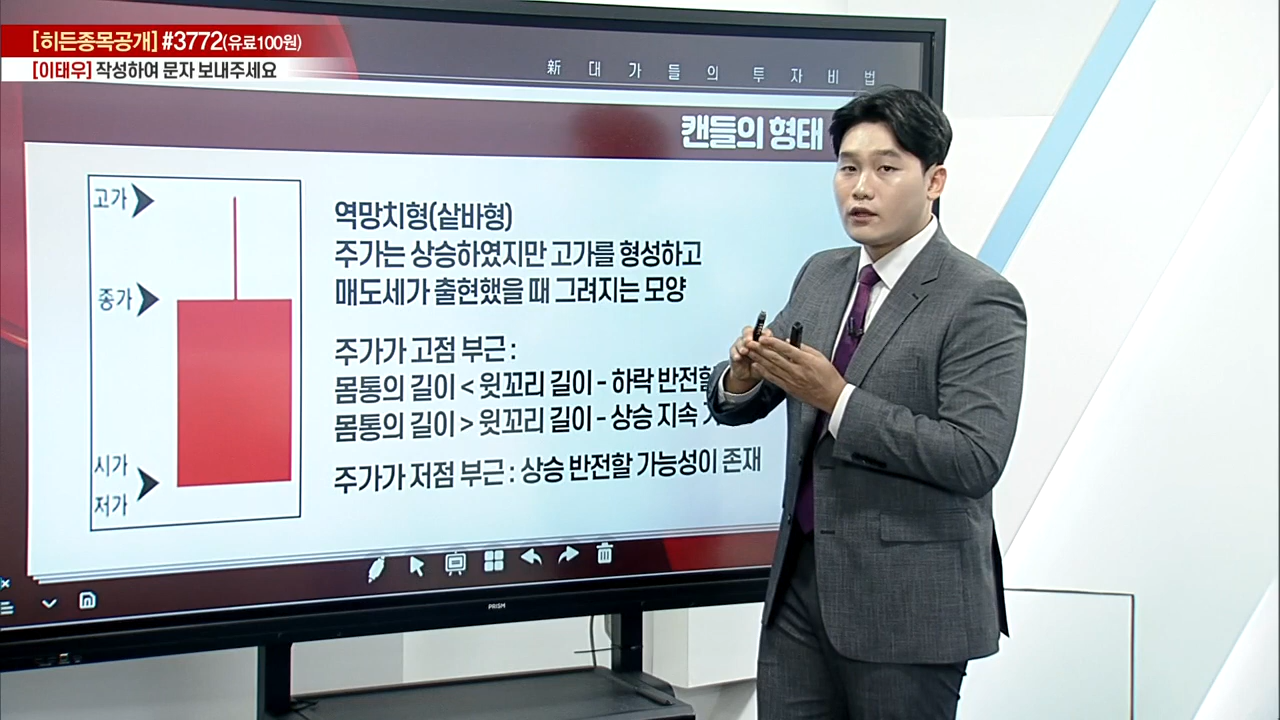 [히든종목공개] #3772(유료100원)
[이태우] 작성하여 문자 보내주세요
新 대 가 들 의 투 자 비 법
캔들의 형태
고가
종가
시가
저가
역망치형(샅바형)
주가는 상승하였지만 고가를 형성하고
매도세가 출현했을 때 그려지는 모양
주가가 고점 부근 :
몸통의 길이 < 윗꼬리 길이 - 하락 반전할
몸통의 길이 > 윗꼬리 길이 - 상승 지속
주가가 저점 부근 : 상승 반전할 가능성이 존재
PRISM